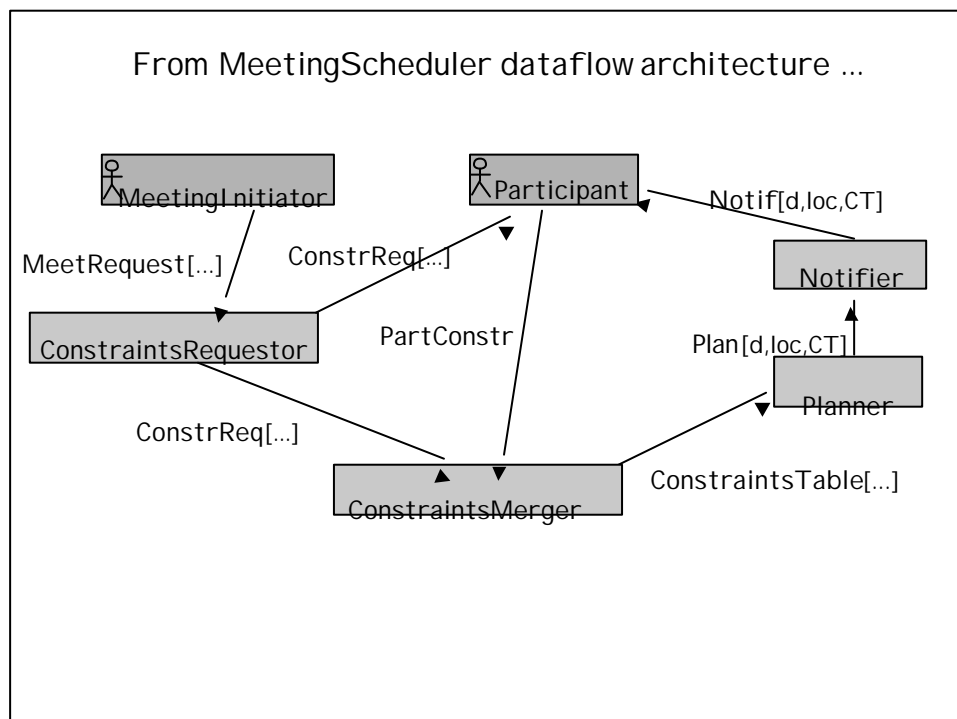 From MeetingScheduler dataflow architecture ...
MeetingInitiator
Participant
Notif[d,loc,CT]
MeetRequest[...]
ConstrReq[...]
Notifier
ConstraintsRequestor
PartConstr
Plan[d,loc,CT]
Planner
ConstrReq[...]
ConstraintsTable[...]
ConstraintsMerger